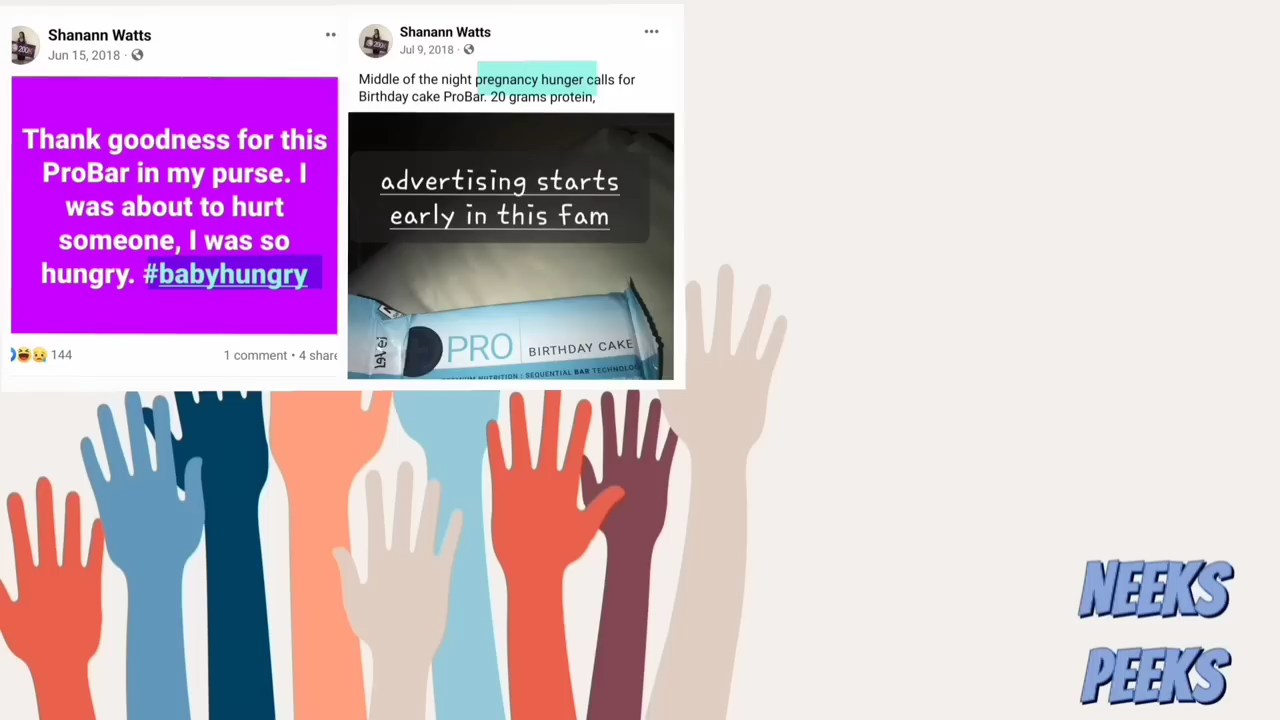 Shanann Watts
Jun 15, 2018 ·
Thank goodness for this
ProBar in my purse. I
was about to hurt
someone, I was so
hungry. #babyhungry
144
1 comment • 4 share
Shanann Watts
Jul 9, 2018 ·
Middle of the night pregnancy hunger calls for
Birthday cake ProBar. 20 grams protein,
advertising starts
early in this fam
PRO
BIRTHDAY CAKE
NUTRITION : SEQUENTIAL BAR TECHNOLOG
NEEKS
PEEKS